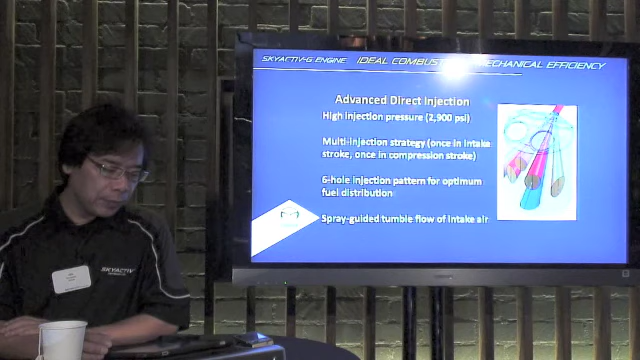 SKYACTIV-G ENGINE IDEAL COMBUSTION MECHANICAL EFFICIENCY
Advanced Direct Injection
High injection pressure (2,900 psi)
Multi-injection strategy (once in intake
stroke, once in compression stroke)
6-hole injection pattern for optimum
fuel distribution
Spray-guided tumble flow of intake air
SKYACTIV